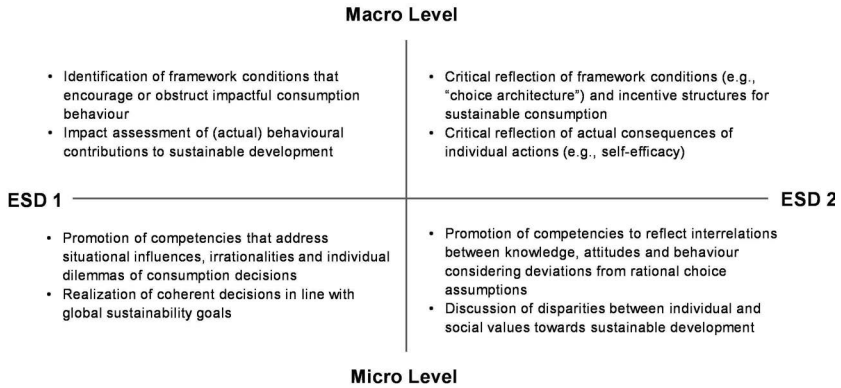 Macro Level
• Identification of framework conditions that
encourage or obstruct impactful consumption
behaviour
• Impact assessment of (actual) behavioural
contributions to sustainable development
• Critical reflection of framework conditions (e.g.,
“choice architecture”) and incentive structures for
sustainable consumption
• Critical reflection of actual consequences of
individual actions (e.g., self-efficacy)
ESD 1
ESD 2
• Promotion of competencies that address
situational influences, irrationalities and individual
dilemmas of consumption decisions
• Realization of coherent decisions in line with
global sustainability goals
• Promotion of competencies to reflect interrelations
between knowledge, attitudes and behaviour
considering deviations from rational choice
assumptions
• Discussion of disparities between individual and
social values towards sustainable development
Micro Level